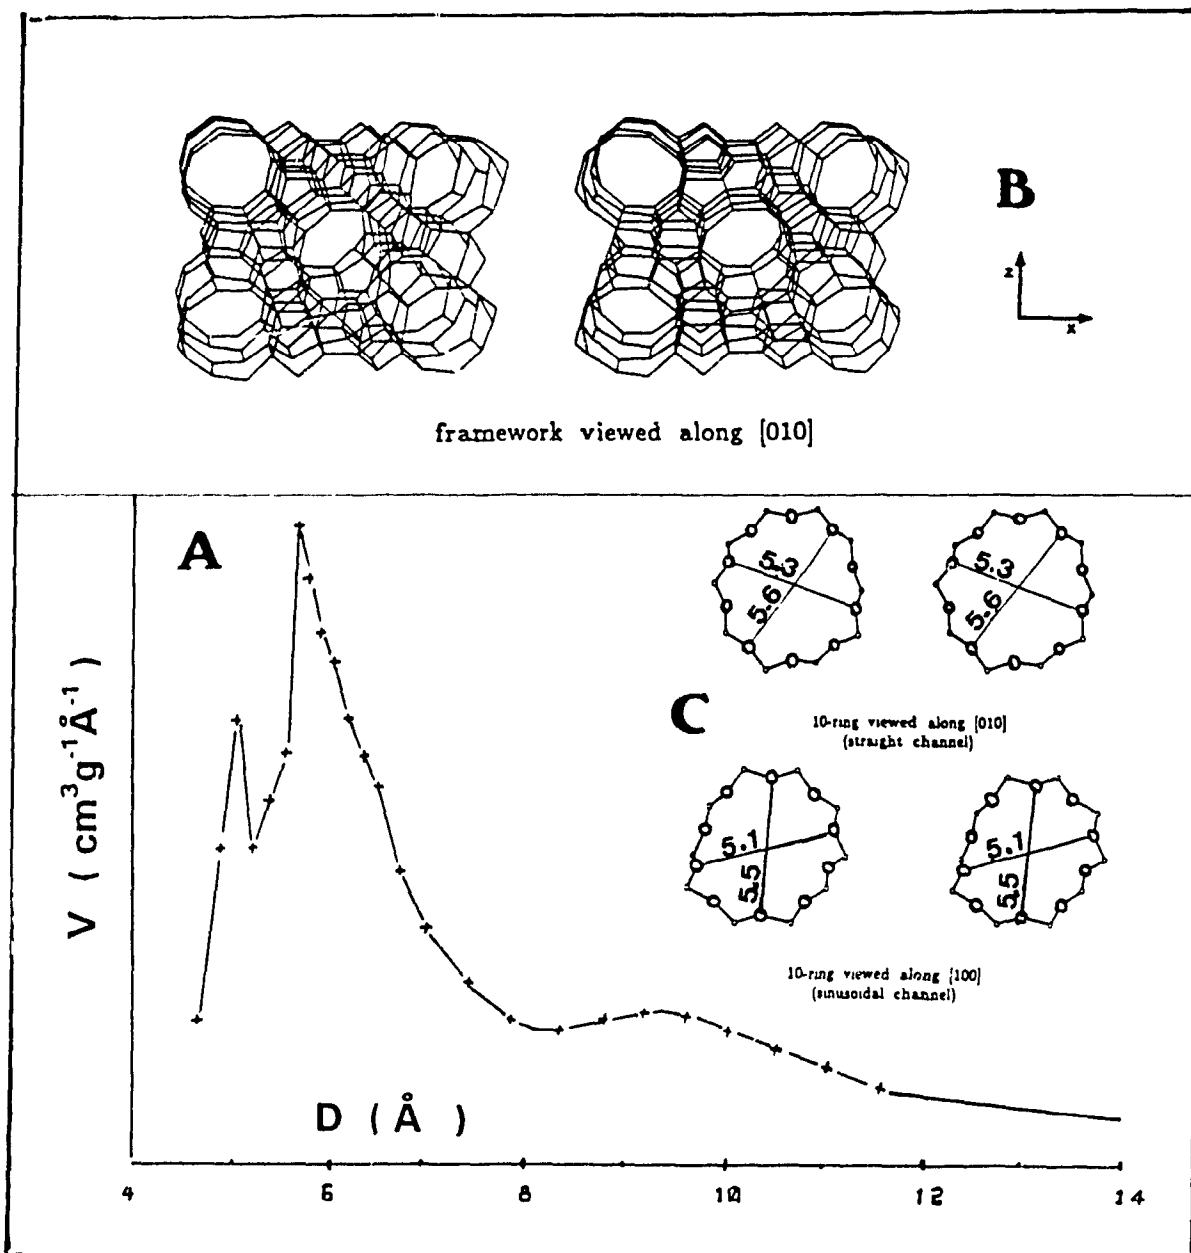 B
z
x
framework viewed along [010]
A
C
5.3
5.6
5.3
5.6
10-ring viewed along [010]
(straight channel)
5.1
5.5
5.1
5.5
10-ring viewed along [100]
(sinusoidal channel)
V ( cm³g⁻¹Å⁻¹)
D ( Å )
4 6 8 10 12 14